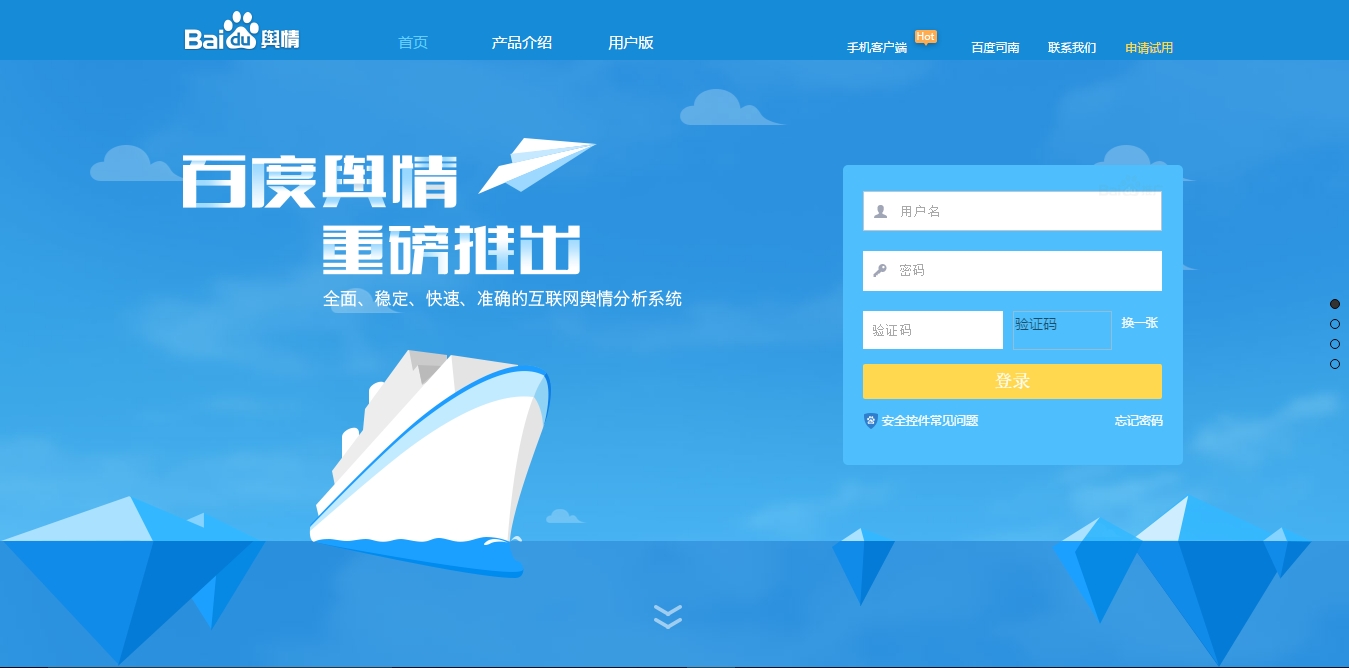 Bai du 舆情
首页
产品介绍
用户版
手机客户端
Hot
百度司南
联系我们
申请试用
百度舆情
重磅推出
全面、稳定、快速、准确的互联网舆情分析系统
用户名
密码
验证码
验证码
换一张
登录
安全控件常见问题
忘记密码